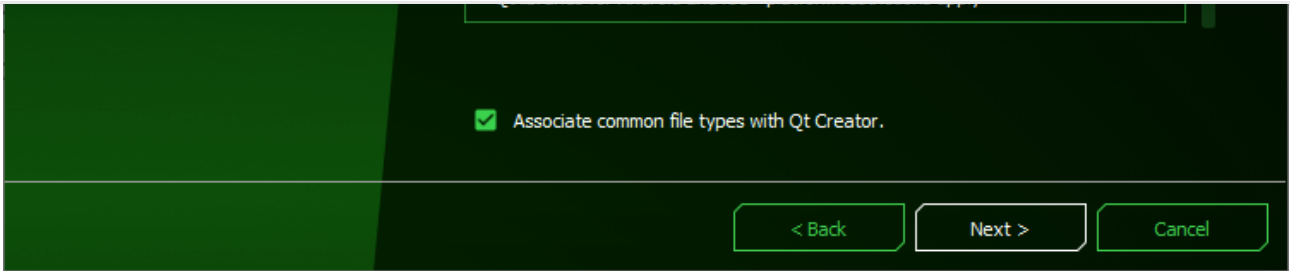 Associate common file types with Qt Creator.
< Back
Next >
Cancel